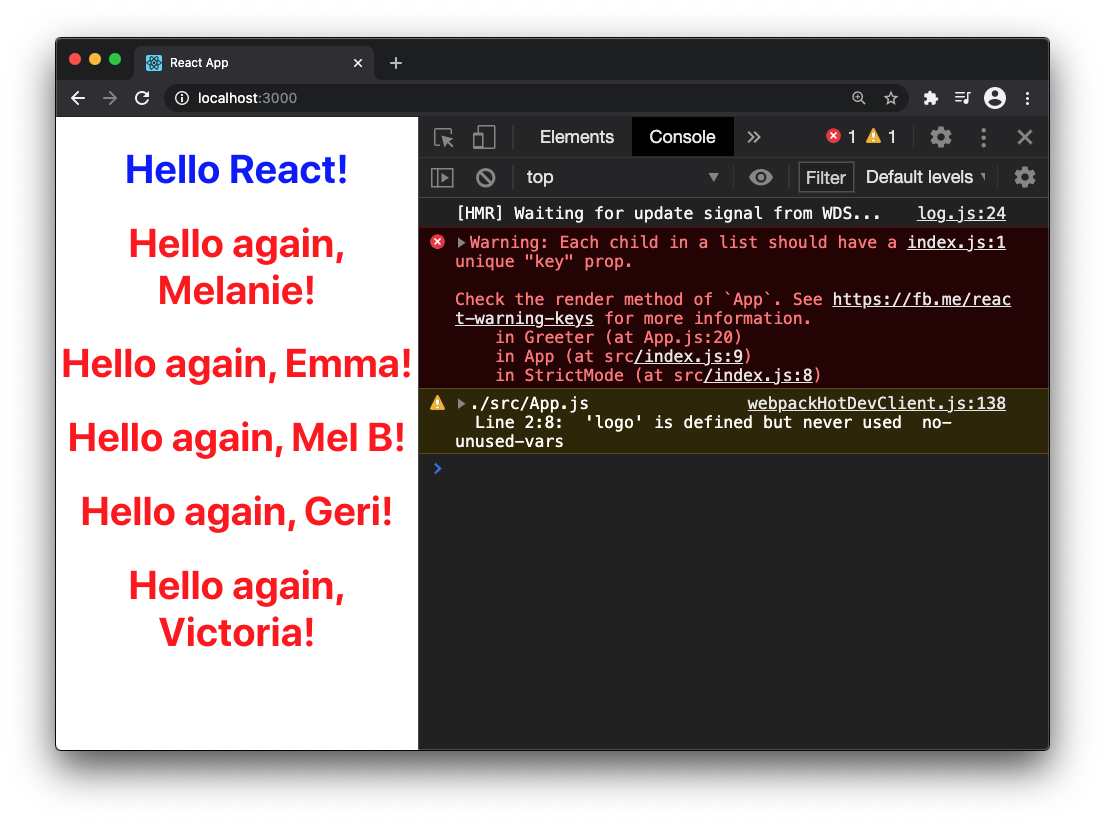 React App
localhost:3000
Elements
Console
1
1
top
Filter
Default levels
Hello React!
Hello again,
Melanie!
Hello again, Emma!
Hello again, Mel B!
Hello again, Geri!
Hello again,
Victoria!
[HMR] Waiting for update signal from WDS... log.js:24
Warning: Each child in a list should have a index.js:1
unique "key" prop.
Check the render method of `App`. See https://fb.me/reac
t-warning-keys for more information.
in Greeter (at App.js:20)
in App (at src/index.js:9)
in StrictMode (at src/index.js:8)
./src/App.js webpackHotDevClient.js:138
Line 2:8: 'logo' is defined but never used no-
unused-vars